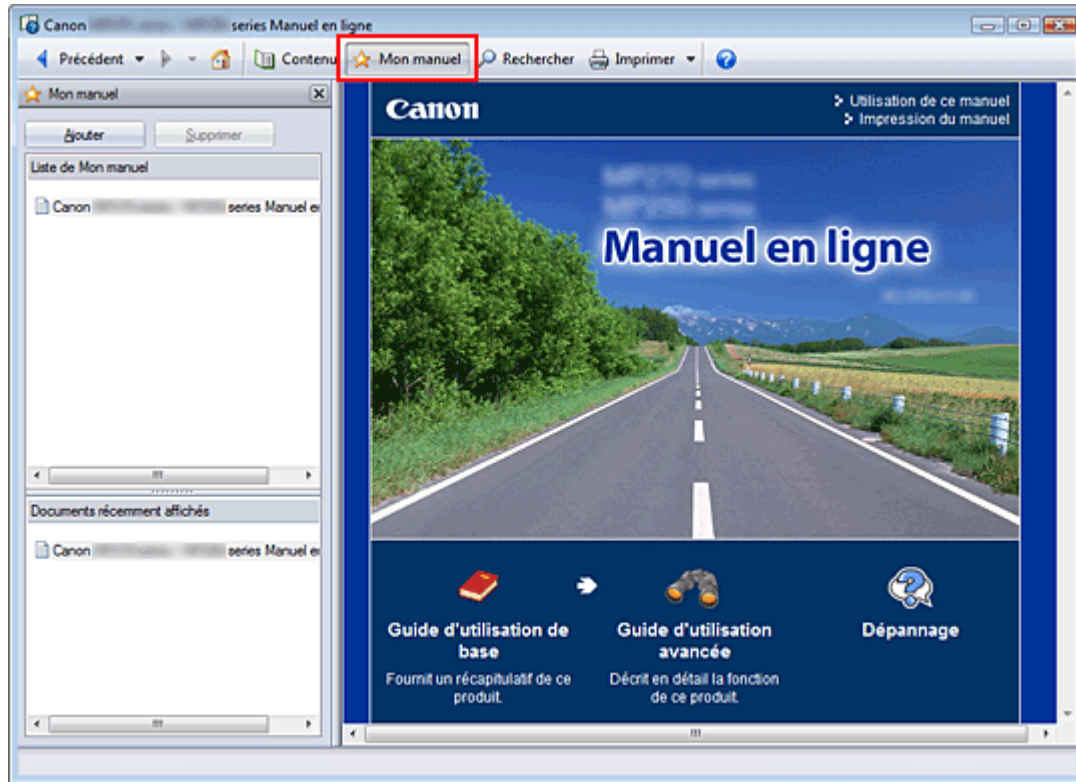 Canon series Manuel en ligne
Précédent Contenu Mon manuel Rechercher Imprimer
Mon manuel
Ajouter Supprimer
Liste de Mon manuel
Canon series Manuel e
Documents récemment affichés
Canon series Manuel e
Canon
Utilisation de ce manuel
Impression du manuel
series
series
Manuel en ligne
Guide d'utilisation de
base
Fournit un récapitulatif de ce
produit.
Guide d'utilisation
avancée
Décrit en détail la fonction
de ce produit.
Dépannage